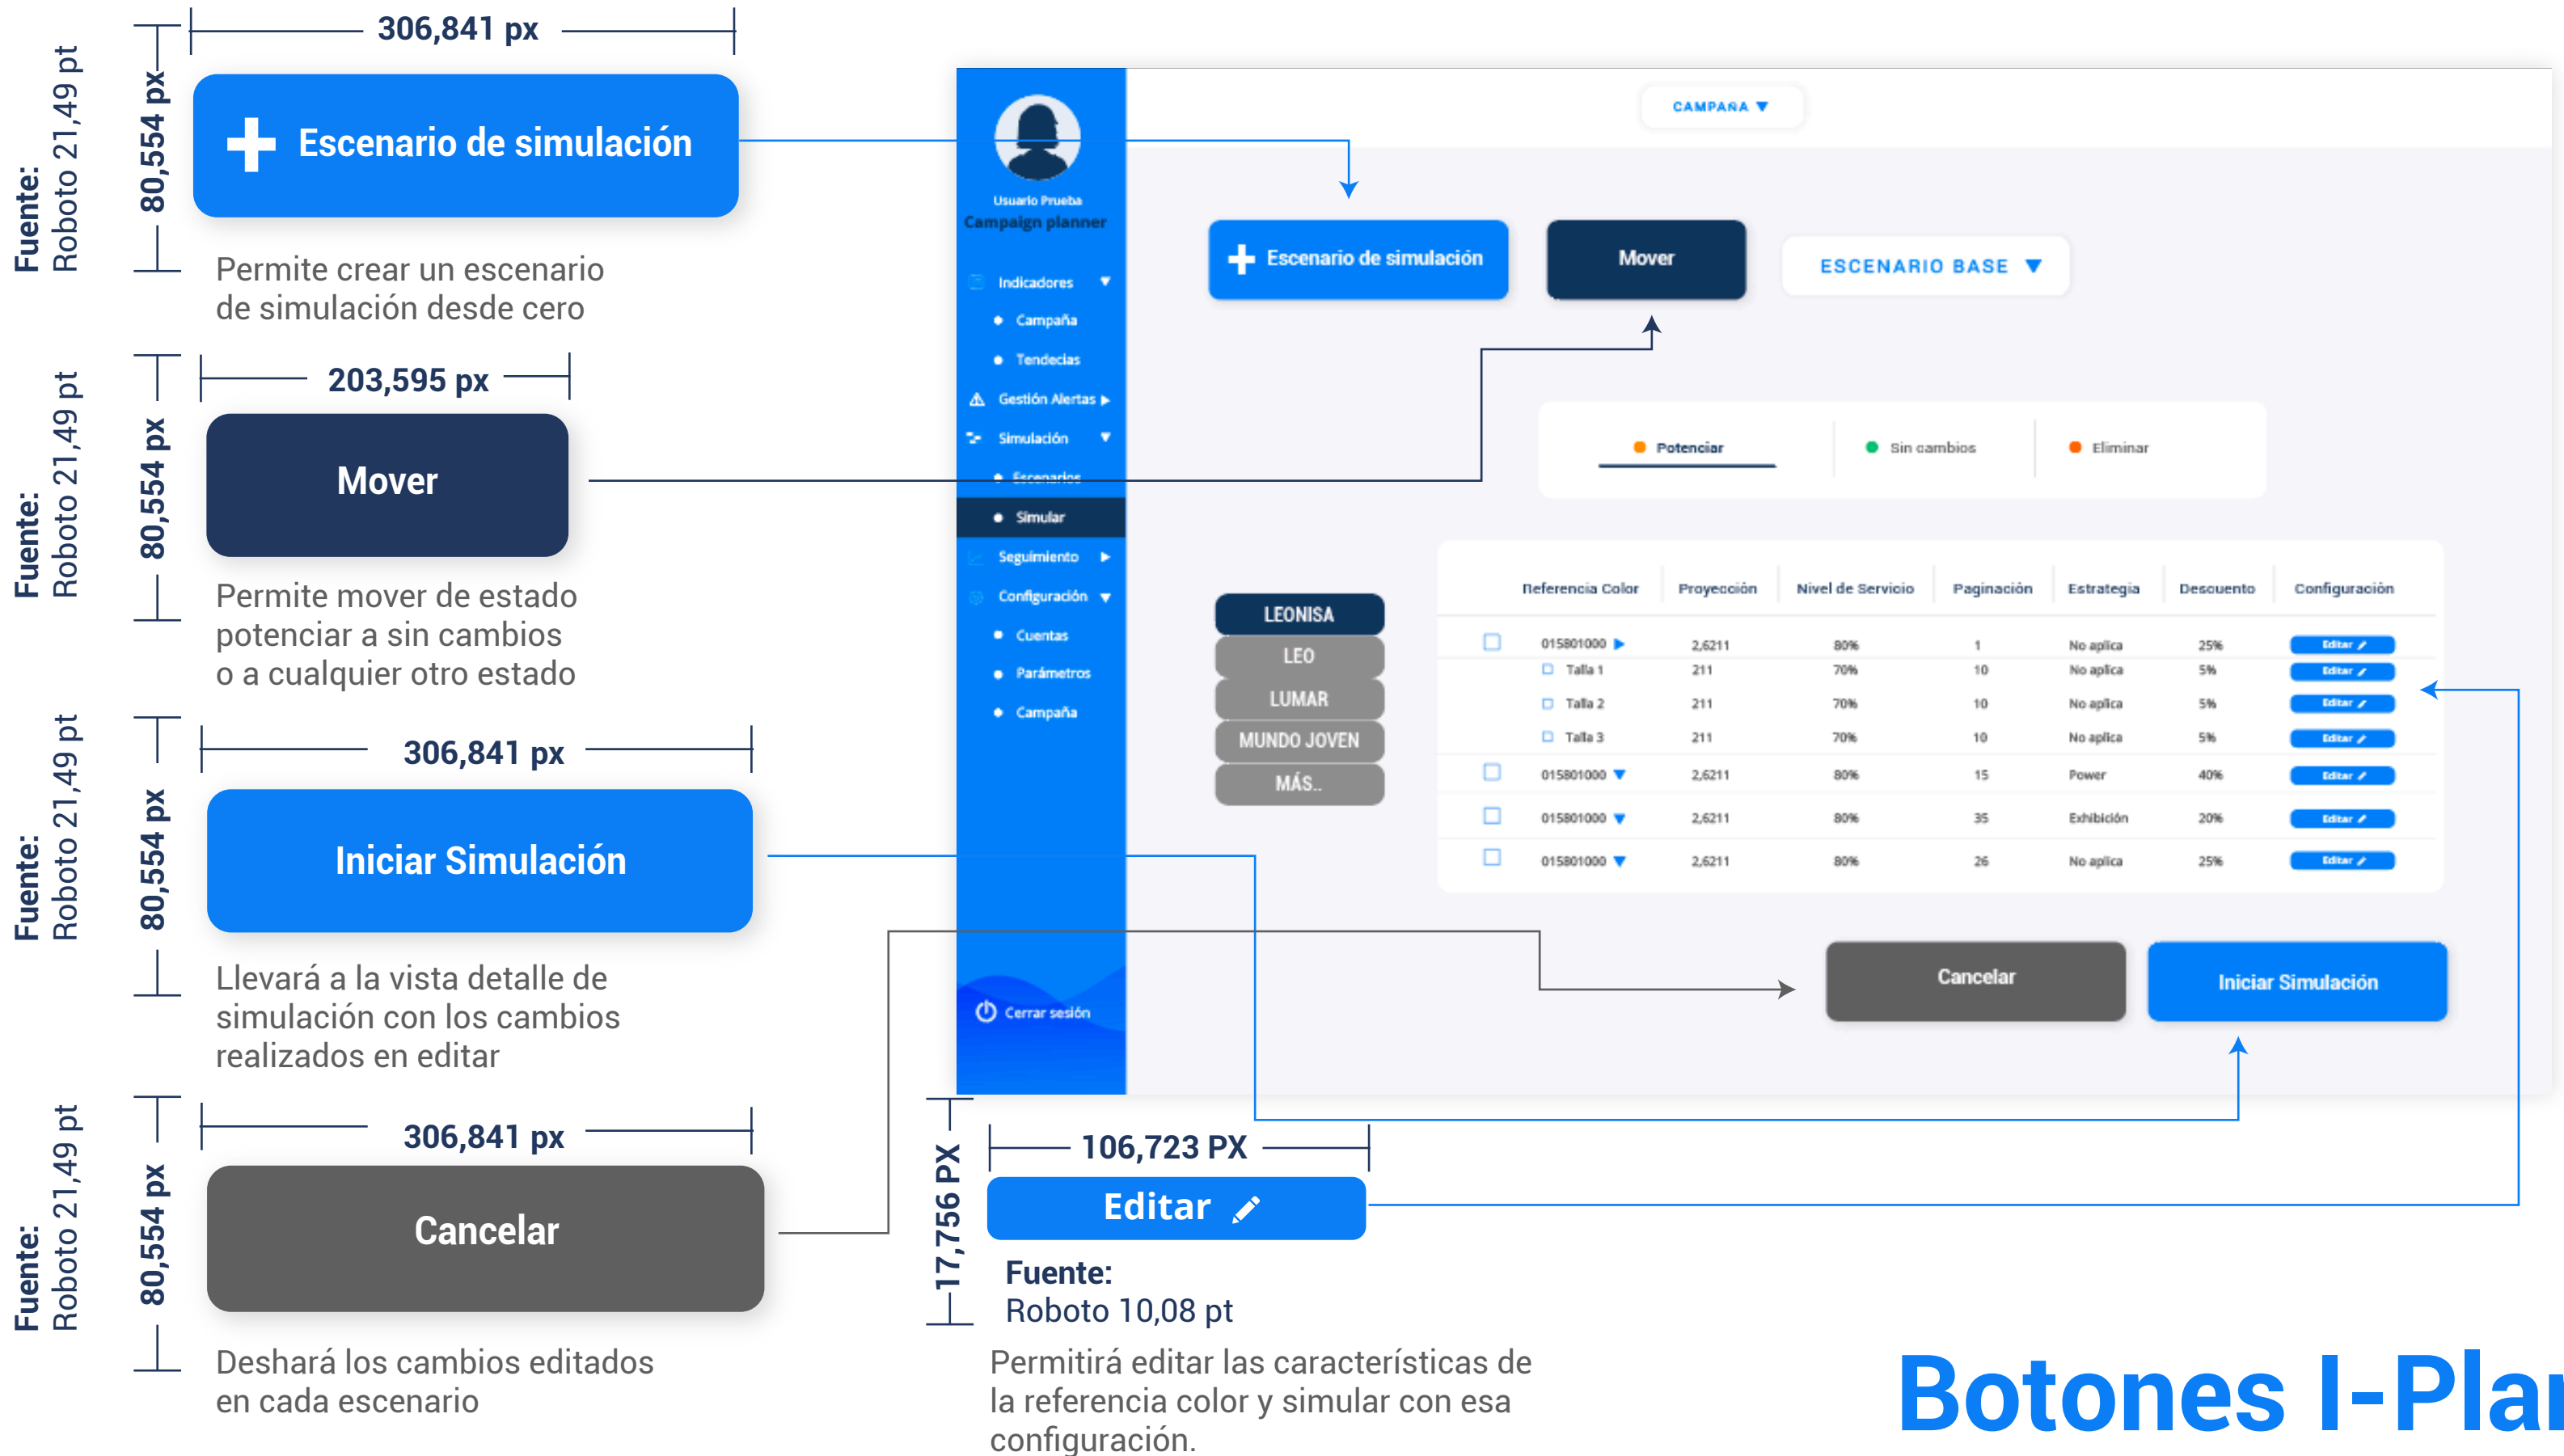 306,841 px
Fuente:
Roboto 21,49 pt
80,554 px
Escenario de simulación
Permite crear un escenario
de simulación desde cero
203,595 px
Fuente:
Roboto 21,49 pt
80,554 px
Mover
Permite mover de estado
potenciar a sin cambios
o a cualquier otro estado
306,841 px
Fuente:
Roboto 21,49 pt
80,554 px
Iniciar Simulación
Llevará a la vista detalle de
simulación con los cambios
realizados en editar
306,841 px
Fuente:
Roboto 21,49 pt
80,554 px
Cancelar
Deshará los cambios editados
en cada escenario
Usuario Prueba
Campaign planner
Indicadores
Campaña
Tendecias
Gestión Alertas
Simulación
Escenarios
Simular
Seguimiento
Configuración
Cuentas
Parámetros
Campaña
Cerrar sesión
CAMPAñA
Escenario de simulación
Mover
ESCENARIO BASE
Potenciar Sin cambios Eliminar
LEONISA
LEO
LUMAR
MUNDO JOVEN
MÁS..
Referencia Color Proyección Nivel de Servicio Paginación Estrategia Descuento Configuración
015801000 2,6211 80% 1 No aplica 25% Editar
Talla 1 211 70% 10 No aplica 5% Editar
Talla 2 211 70% 10 No aplica 5% Editar
Talla 3 211 70% 10 No aplica 5% Editar
015801000 2,6211 80% 15 Power 40% Editar
015801000 2,6211 80% 35 Exhibición 20% Editar
015801000 2,6211 80% 26 No aplica 25% Editar
Cancelar
Iniciar Simulación
106,723 PX
17,756 PX
Editar
Fuente:
Roboto 10,08 pt
Permitirá editar las características de
la referencia color y simular con esa
configuración.
Botones I-Plan